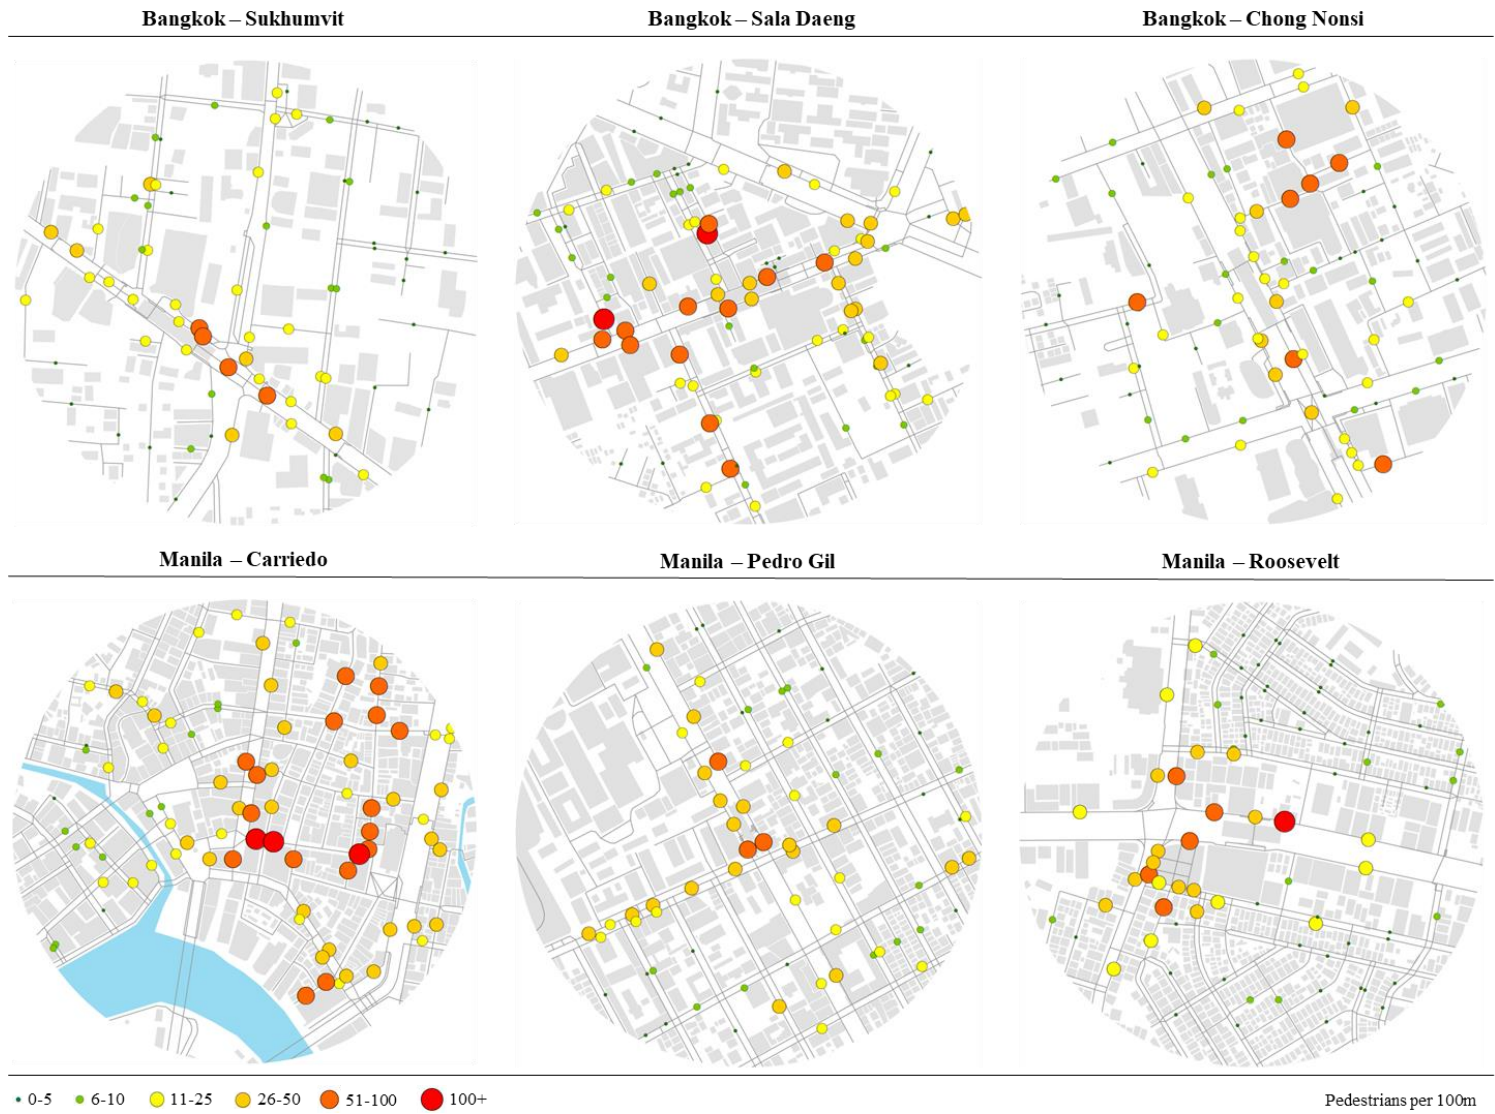 Bangkok – Sukhumvit
Bangkok – Sala Daeng
Bangkok – Chong Nonsi
Manila – Carriedo
Manila – Pedro Gil
Manila – Roosevelt
0-5
6-10
11-25
26-50
51-100
100+
Pedestrians per 100m